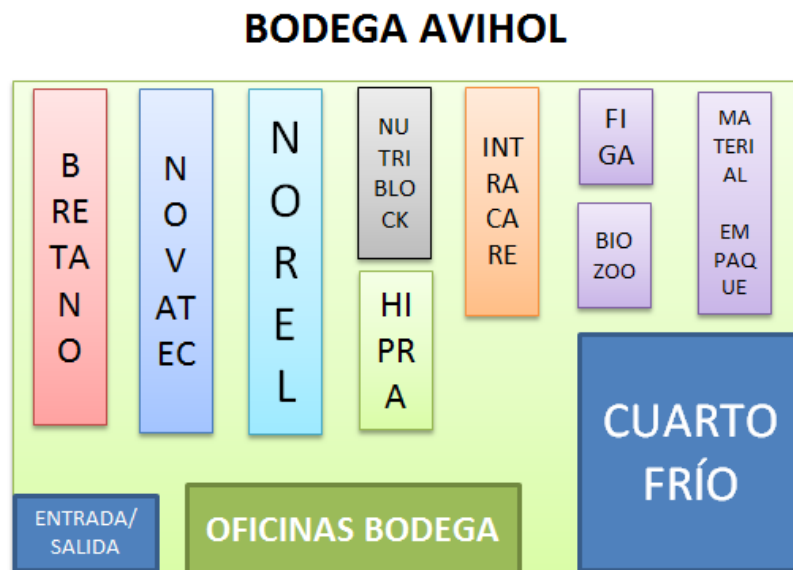 BODEGA AVIHOL
B
RE
TA
N
O
N
O
V
AT
EC
N
O
R
E
L
NU
TRI
BLO
CK
HI
PR
A
INT
RA
CA
RE
FI
GA
BIO
ZOO
MA
TERI
AL
EM
PAQ
UE
CUARTO
FRÍO
ENTRADA/
SALIDA
OFICINAS BODEGA